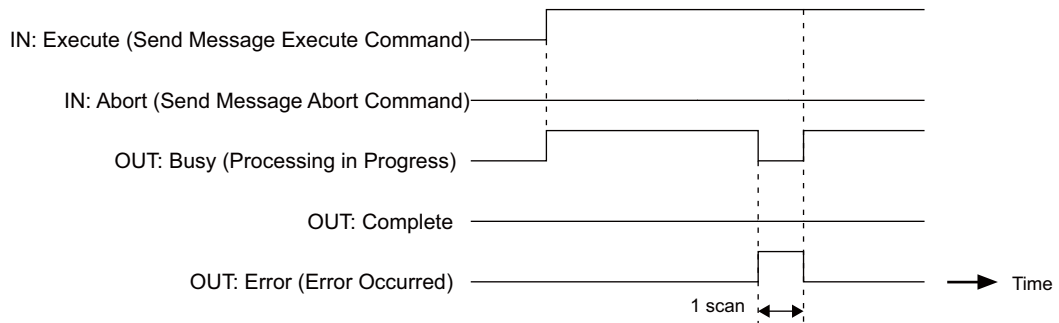 IN: Execute (Send Message Execute Command)
IN: Abort (Send Message Abort Command)
OUT: Busy (Processing in Progress)
OUT: Complete
OUT: Error (Error Occurred)
Time
1 scan